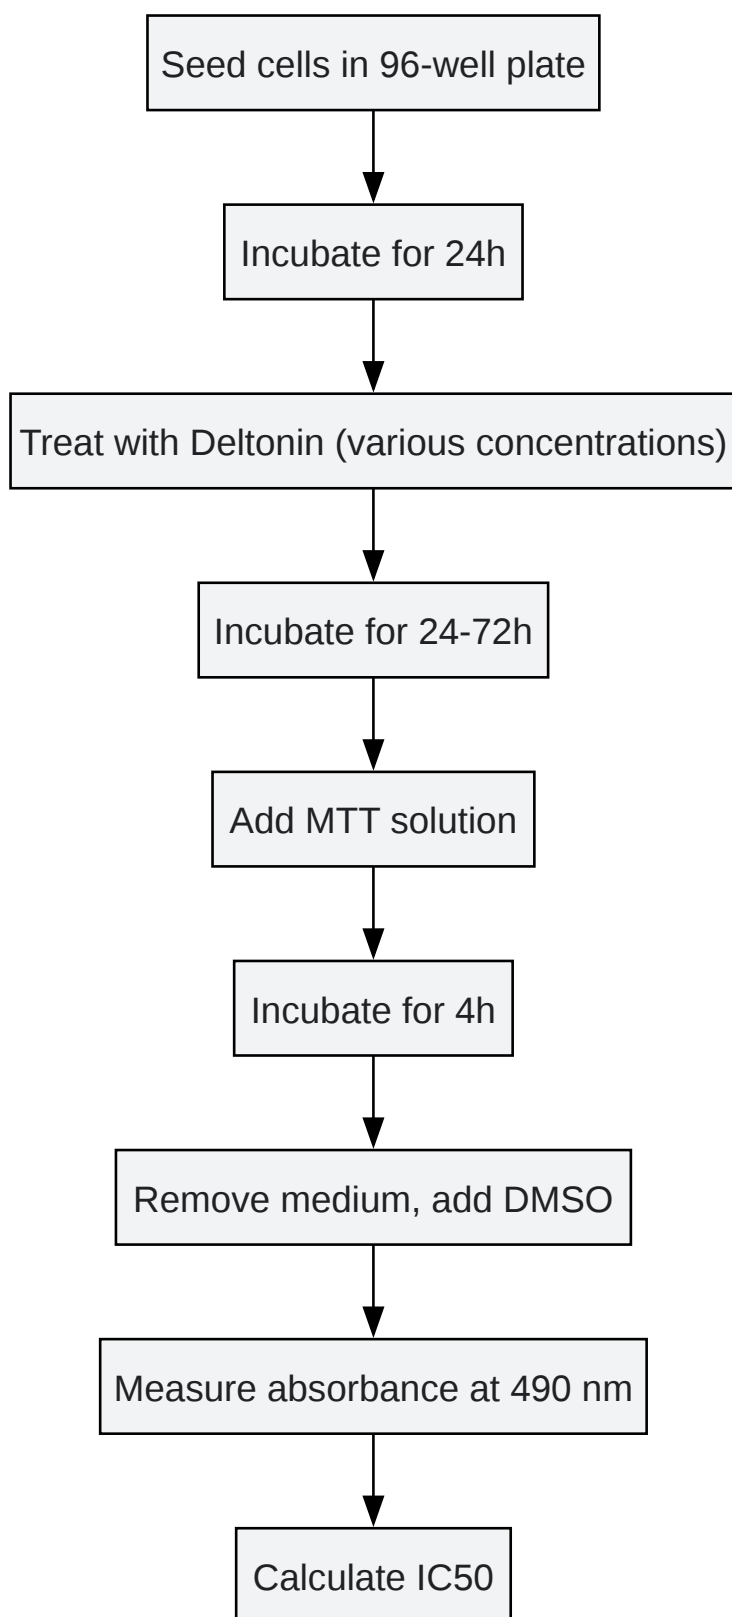 Seed cells in 96-well plate
Incubate for 24h
Treat with Deltonin (various concentrations)
Incubate for 24-72h
Add MTT solution
Incubate for 4h
Remove medium, add DMSO
Measure absorbance at 490 nm
Calculate IC50